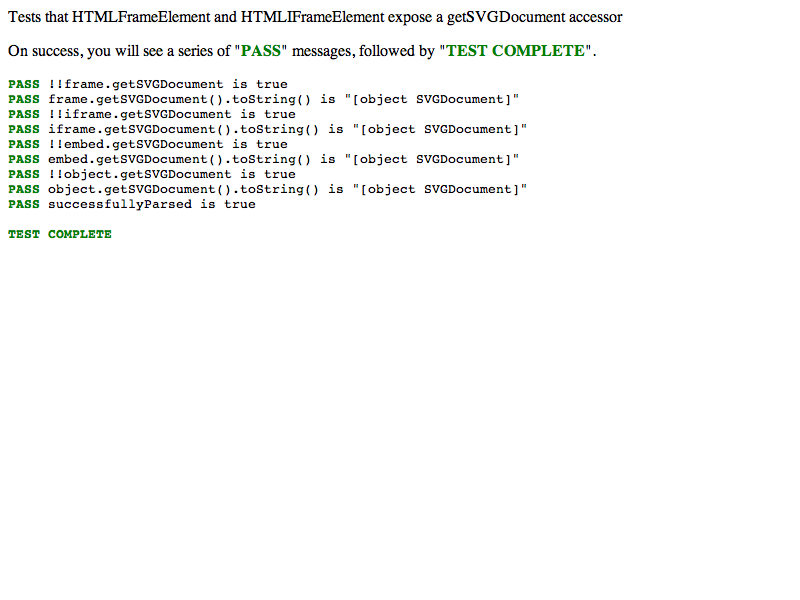 Tests that HTMLFrameElement and HTMLIFrameElement expose a getSVGDocument accessor
On success, you will see a series of "PASS" messages, followed by "TEST COMPLETE".
PASS !!frame.getSVGDocument is true
PASS frame.getSVGDocument().toString() is "[object SVGDocument]"
PASS !!iframe.getSVGDocument is true
PASS iframe.getSVGDocument().toString() is "[object SVGDocument]"
PASS !!embed.getSVGDocument is true
PASS embed.getSVGDocument().toString() is "[object SVGDocument]"
PASS !!object.getSVGDocument is true
PASS object.getSVGDocument().toString() is "[object SVGDocument]"
PASS successfullyParsed is true
TEST COMPLETE